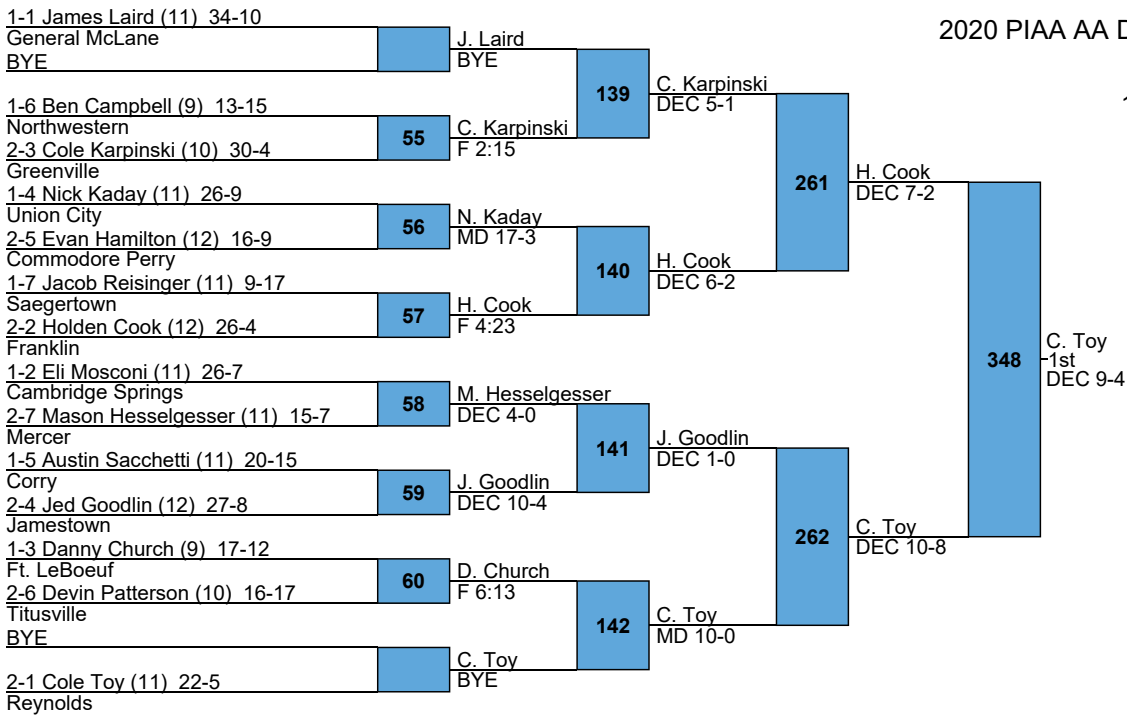 1-1 James Laird (11) 34-10
General McLane
BYE
1-6 Ben Campbell (9) 13-15
Northwestern
2-3 Cole Karpinski (10) 30-4
Greenville
1-4 Nick Kaday (11) 26-9
Union City
2-5 Evan Hamilton (12) 16-9
Commodore Perry
1-7 Jacob Reisinger (11) 9-17
Saegertown
2-2 Holden Cook (12) 26-4
Franklin
1-2 Eli Mosconi (11) 26-7
Cambridge Springs
2-7 Mason Hesselgesser (11) 15-7
Mercer
1-5 Austin Sacchetti (11) 20-15
Corry
2-4 Jed Goodlin (12) 27-8
Jamestown
1-3 Danny Church (9) 17-12
Ft. LeBoeuf
2-6 Devin Patterson (10) 16-17
Titusville
BYE
2-1 Cole Toy (11) 22-5
Reynolds
55
56
57
58
59
60
J. Laird
BYE
C. Karpinski
F 2:15
N. Kaday
MD 17-3
H. Cook
F 4:23
M. Hesselgesser
DEC 4-0
J. Goodlin
DEC 10-4
D. Church
F 6:13
C. Toy
BYE
139
140
141
142
C. Karpinski
DEC 5-1
H. Cook
DEC 6-2
J. Goodlin
DEC 1-0
C. Toy
MD 10-0
261
262
H. Cook
DEC 7-2
C. Toy
DEC 10-8
348
C. Toy
1st
DEC 9-4
2020 PIAA AA D